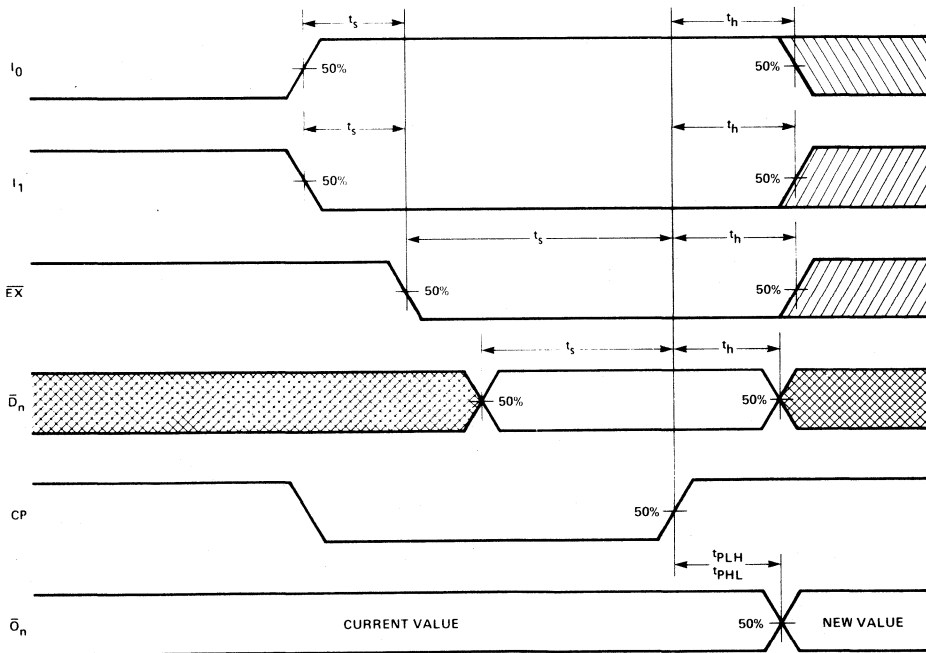 ts th
I0 50% 50%
ts th
I1 50% 50%
ts th
EX 50% 50%
ts th
Dn 50% 50%
CP 50%
tPLH
tPHL
On CURRENT VALUE 50% NEW VALUE